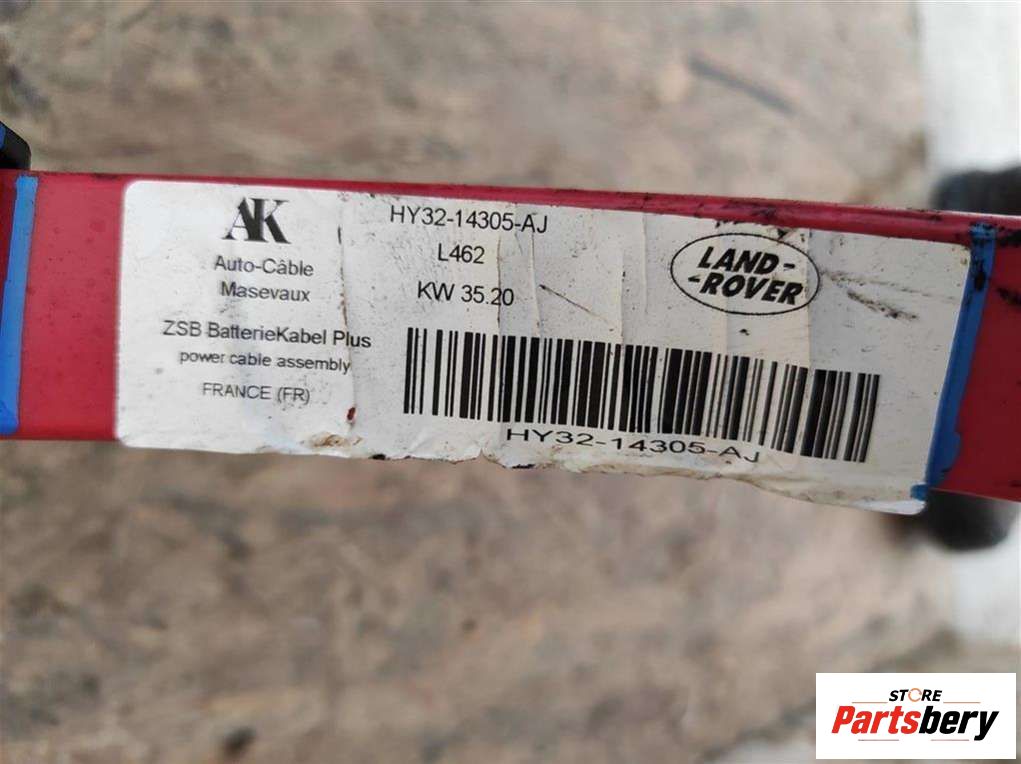 AK
Auto-Câble
Masevaux
ZSB BatterieKabel Plus
power cable assembly
FRANCE (FR)
HY32-14305-AJ
L462
KW 35.20
LAND-
-ROVER
HY32-14305-AJ
STORE
Partsbery